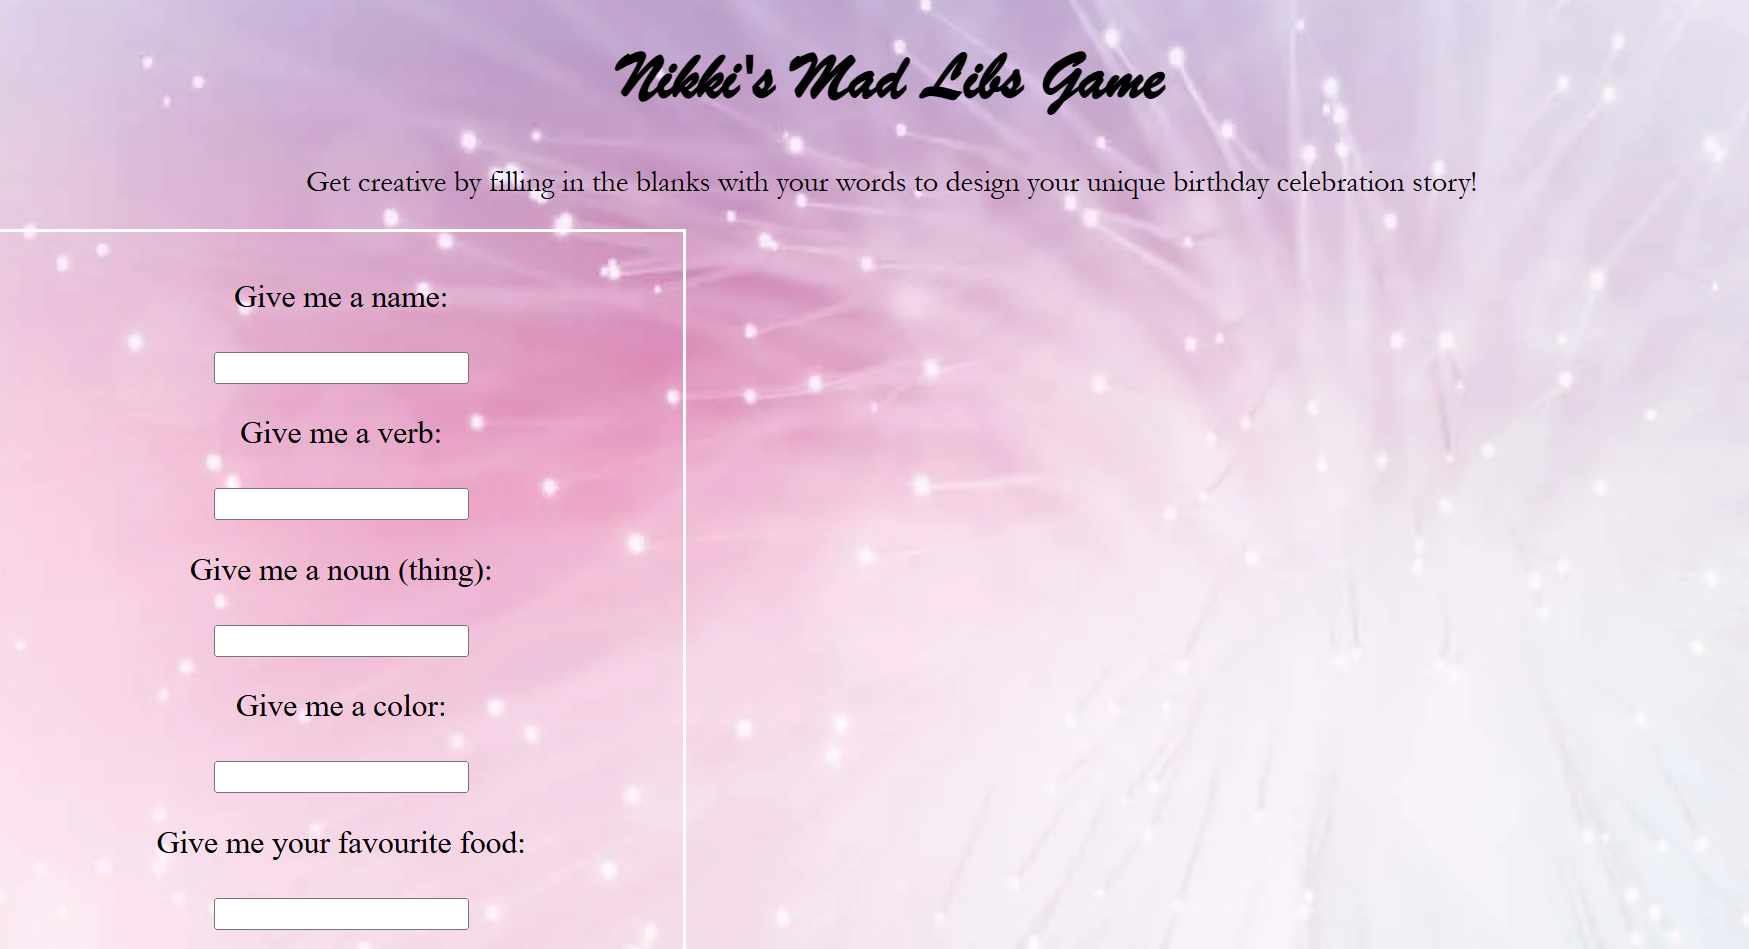 Nikki's Mad Libs Game
Get creative by filling in the blanks with your words to design your unique birthday celebration story!
Give me a name:
Give me a verb:
Give me a noun (thing):
Give me a color:
Give me your favourite food: